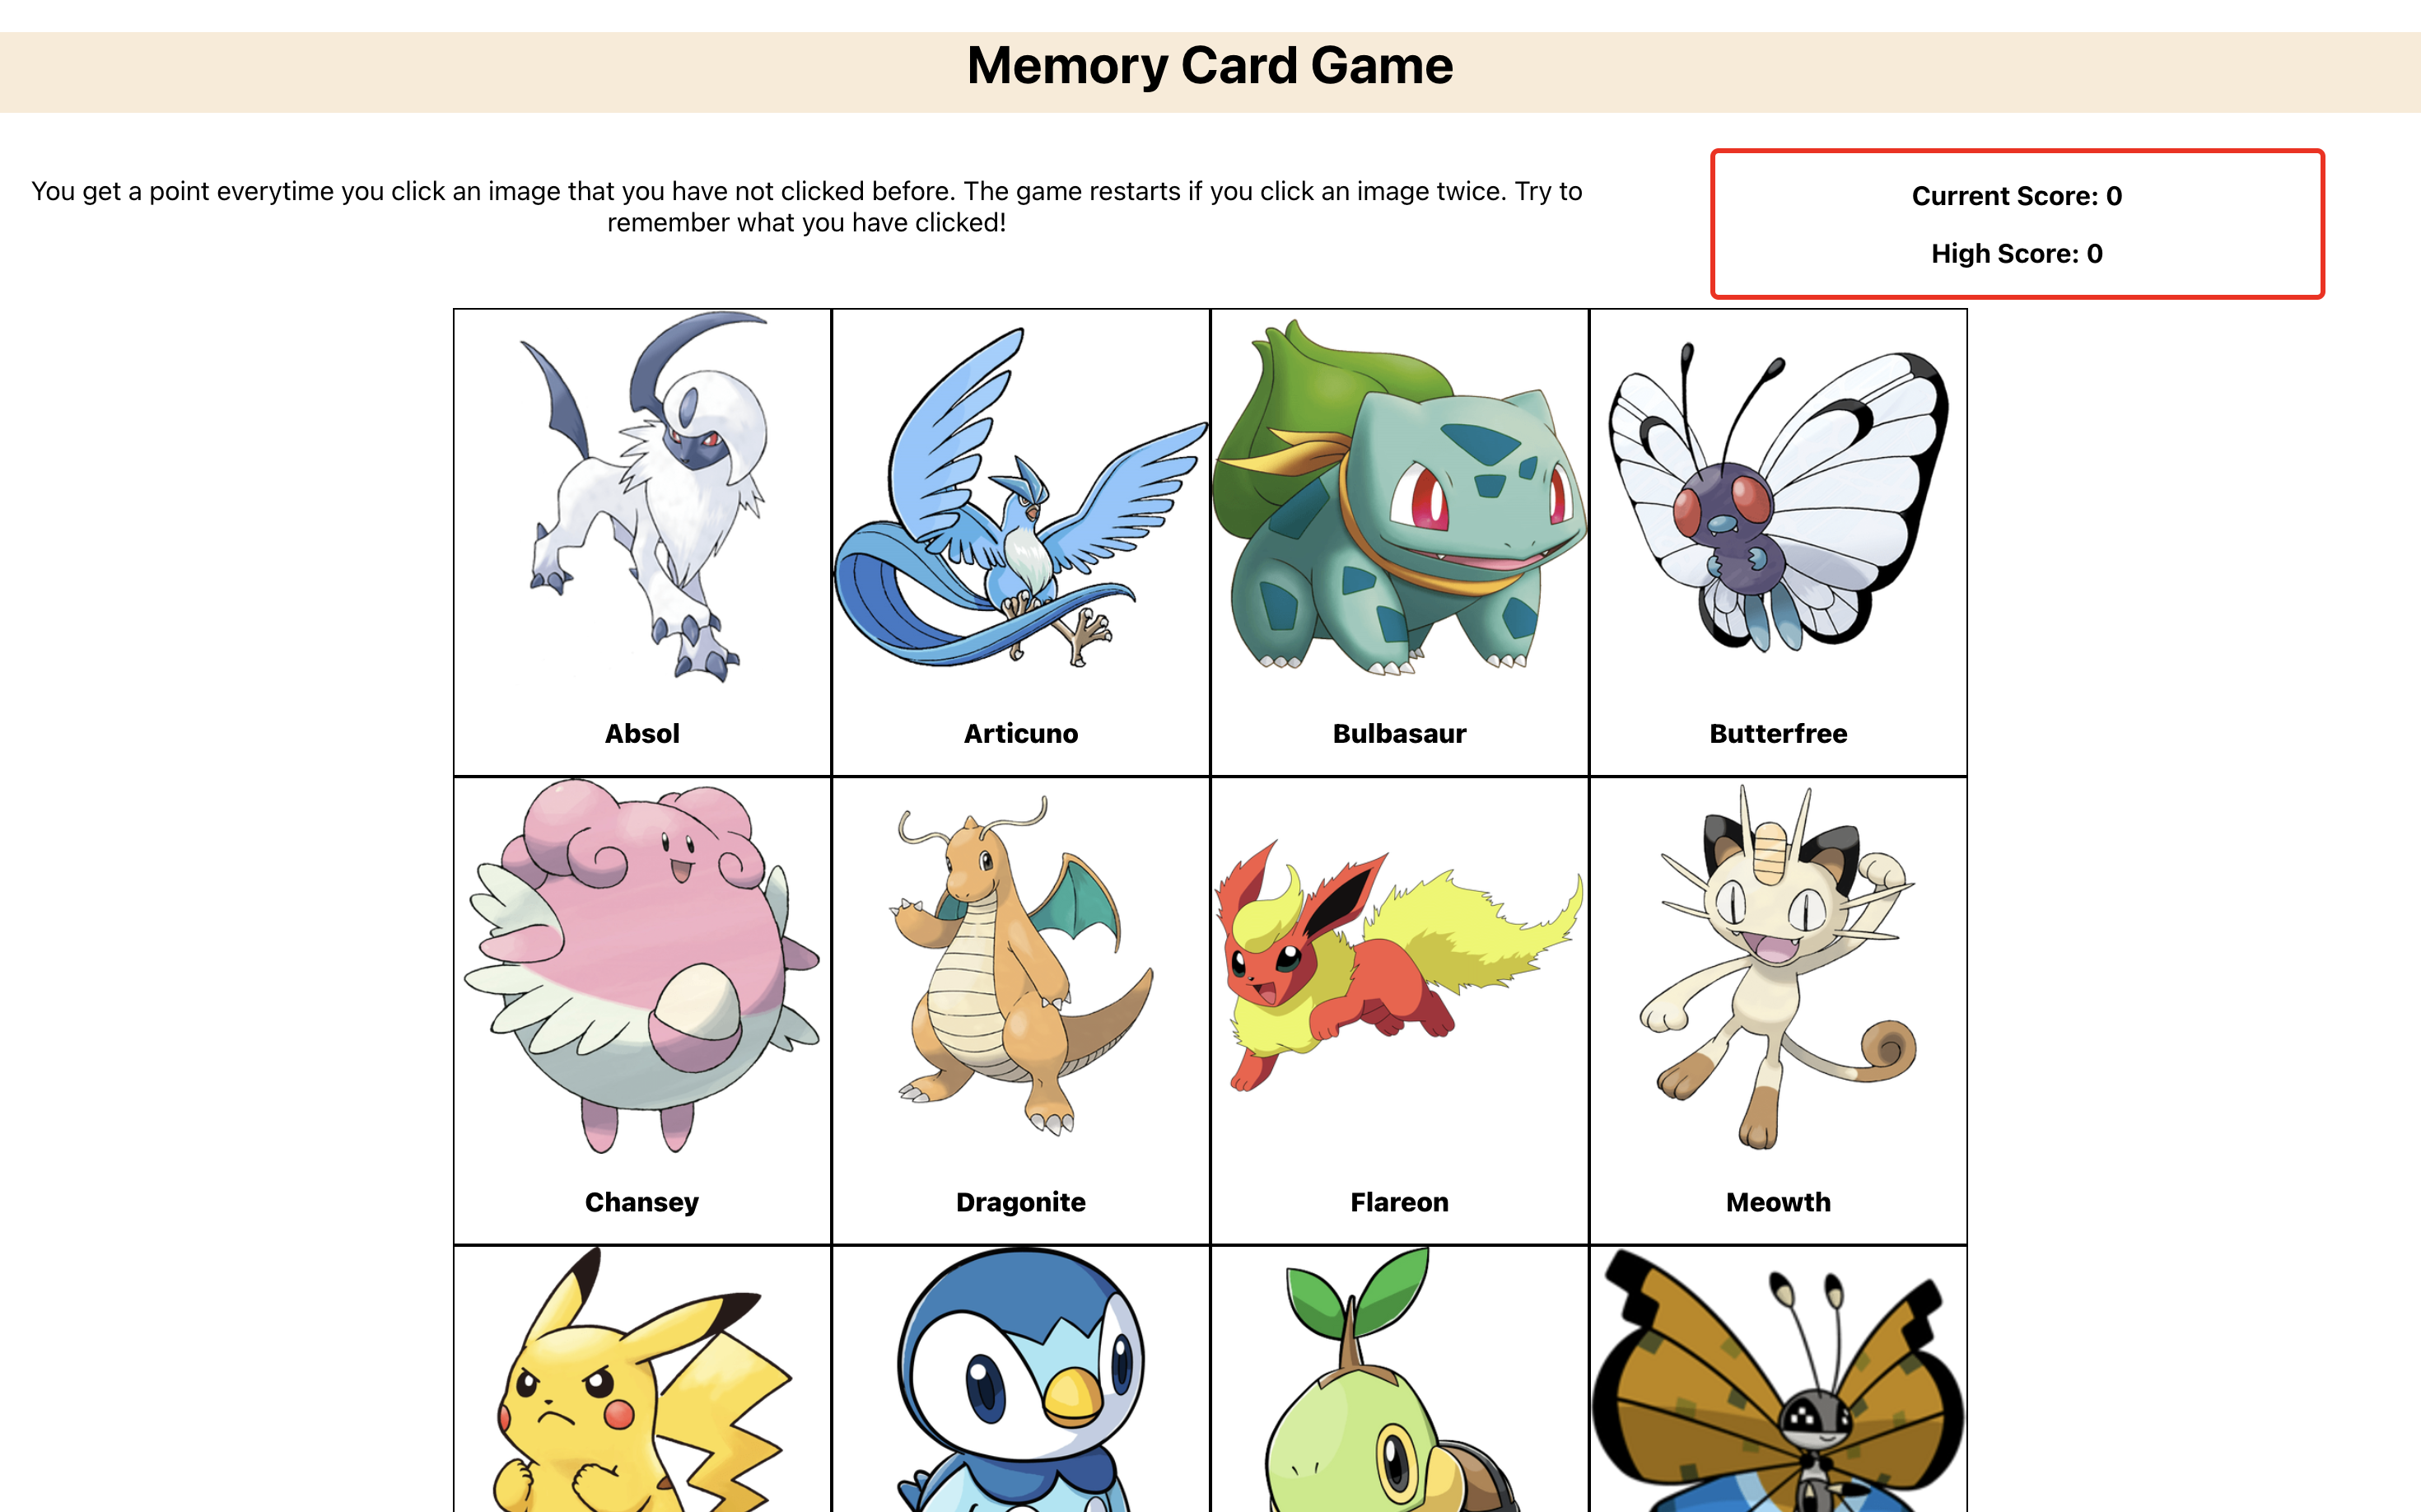 Memory Card Game
You get a point everytime you click an image that you have not clicked before. The game restarts if you click an image twice. Try to
remember what you have clicked!
Current Score: 0
High Score: 0
Absol
Articuno
Bulbasaur
Butterfree
Chansey
Dragonite
Flareon
Meowth